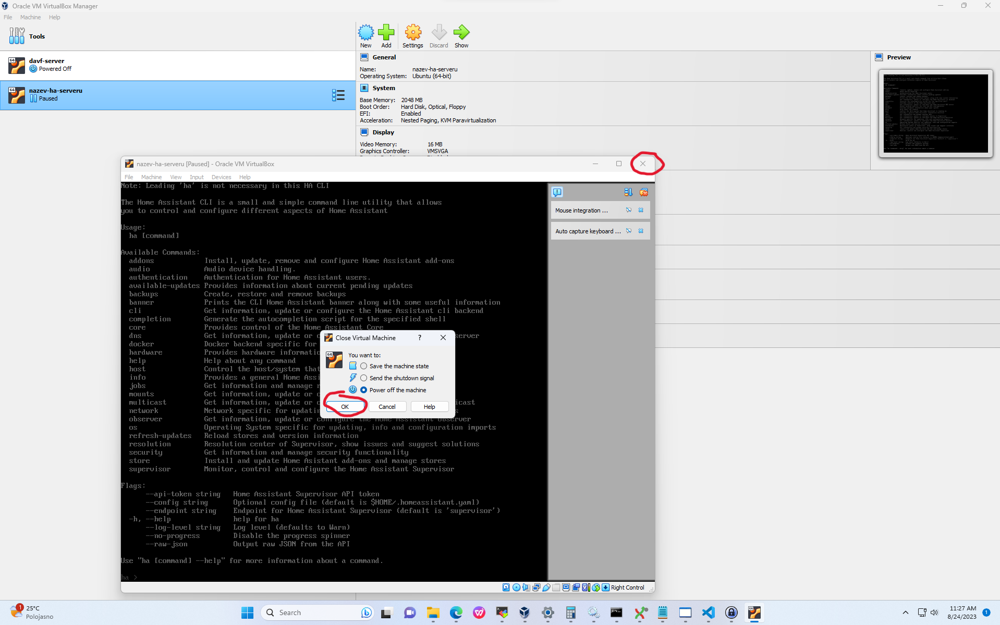 Oracle VM VirtualBox Manager
File Machine Help
Tools
New Add Settings Discard Show
64 davf-server
Powered Off
64 nazev-ha-serveru
Paused
General
Name: nazev-ha-serveru
Operating System: Ubuntu (64-bit)
System
Base Memory: 2048 MB
Boot Order: Hard Disk, Optical, Floppy
EFI: Enabled
Acceleration: Nested Paging, KVM Paravirtualization
Display
Video Memory: 16 MB
Graphics Controller: VMSVGA
Preview
nazev-ha-serveru [Paused] - Oracle VM VirtualBox
File Machine View Input Devices Help
Note: Leading 'ha' is not necessary in this HA CLI
The Home Assistant CLI is a small and simple command line utility that allows
you to control and configure different aspects of Home Assistant
Usage:
ha [command]
Available Commands:
addons Install, update, remove and configure Home Assistant add-ons
audio Audio device handling.
authentication Authentication for Home Assistant users.
available-updates Provides information about current pending updates
backups Create, restore and remove backups
banner Prints the CLI Home Assistant banner along with some useful information
cli Get information, update or configure the Home Assistant cli backend
completion Generate the autocompletion script for the specified shell
core Provides control of the Home Assistant Core
dns Get information, update or c server
docker Docker backend specific for
hardware Provides hardware informatio
help Help about any command
host Control the host/system that
info Provides a general Home Assi
jobs Get information and manage r
mounts Get information, update or c
multicast Get information, update or c icast
network Network specific for updatin s
observer Get information, update or configure the Home Assistant observer
os Operating System specific for updating, info and configuration imports
refresh-updates Reload stores and version information
resolution Resolution center of Supervisor, show issues and suggest solutions
security Get information and manage security functionality
store Install and update Home Asistant add-ons and manage stores
supervisor Monitor, control and configure the Home Assistant Supervisor
Flags:
--api-token string Home Assistant Supervisor API token
--config string Optional config file (default is $HOME/.homeassistant.yaml)
--endpoint string Endpoint for Home Assistant Supervisor (default is 'supervisor')
-h, --help help for ha
--log-level string Log level (defaults to Warn)
--no-progress Disable the progress spinner
--raw-json Output raw JSON from the API
Use "ha [command] --help" for more information about a command.
ha >
Mouse integration ...
Auto capture keyboard ...
Close Virtual Machine ?
64 You want to:
Save the machine state
Send the shutdown signal
Power off the machine
OK Cancel Help
Right Control
1 25°C
Polojasno
Search
11:27 AM
8/24/2023
1